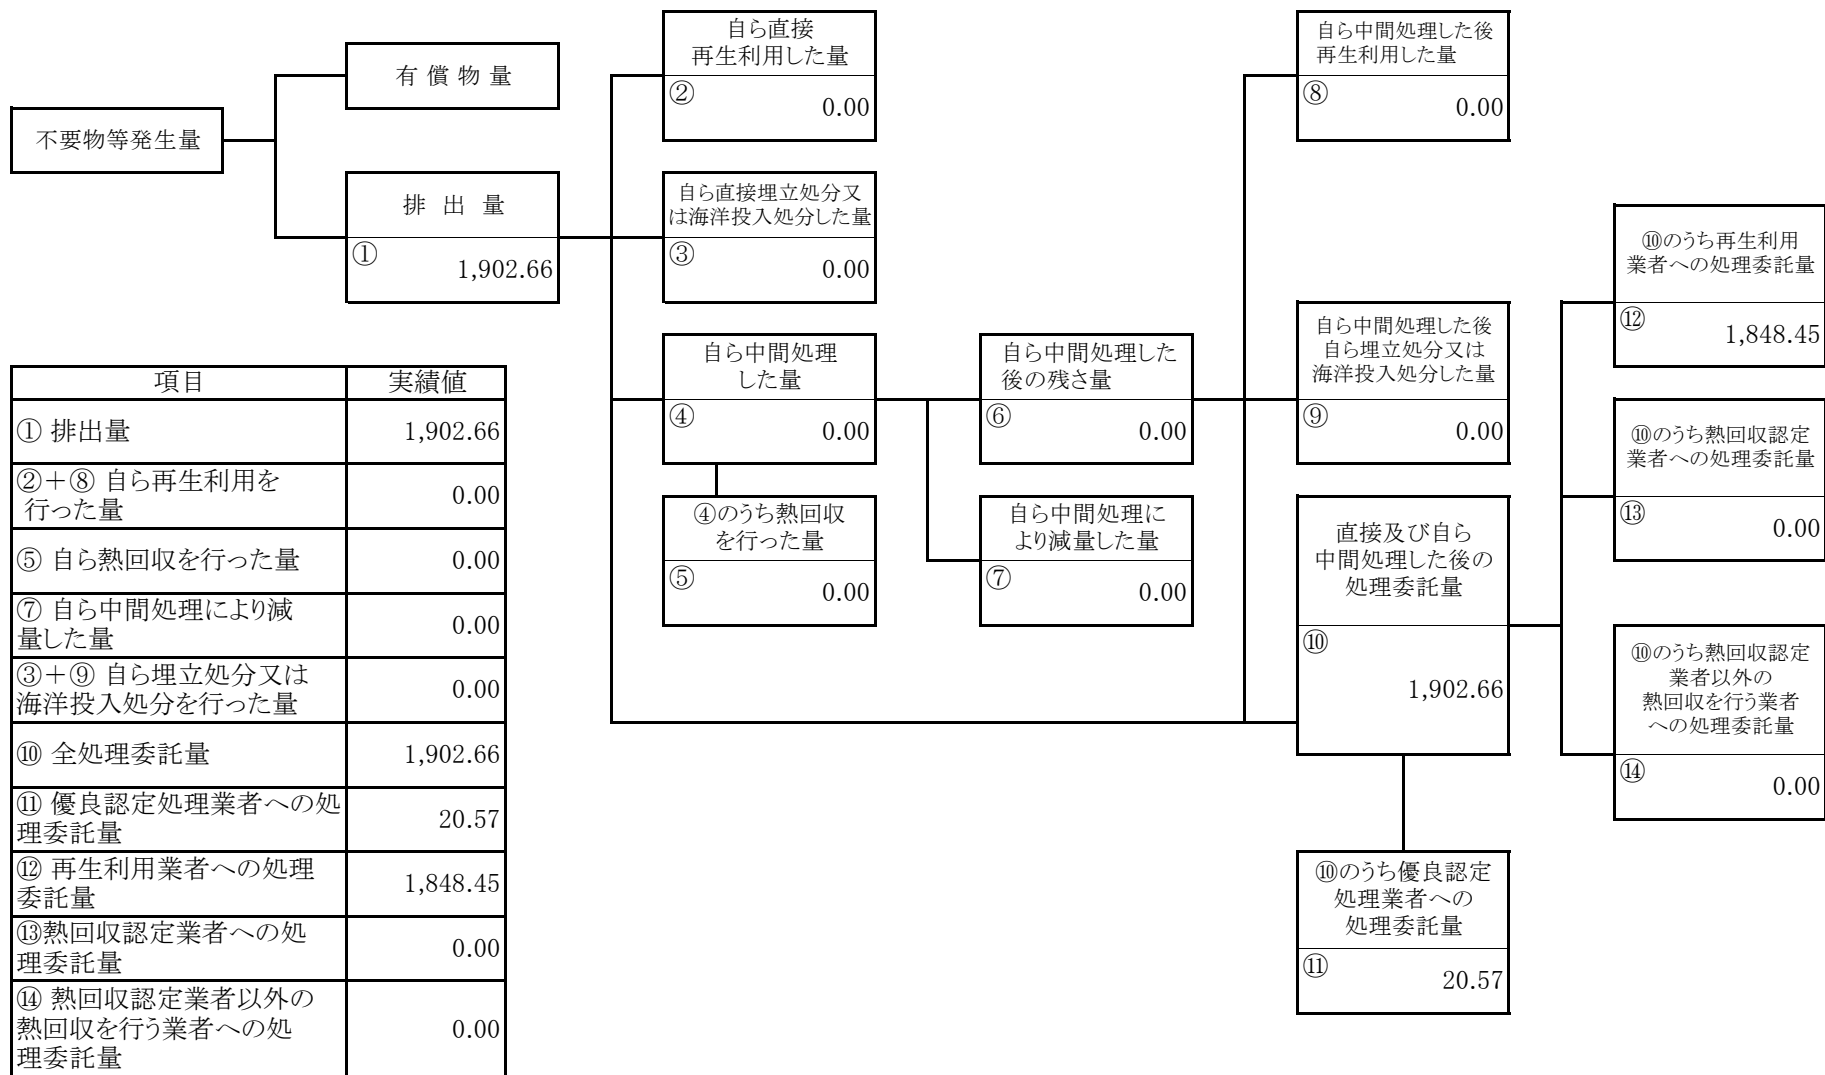 不要物等発生量
有 償 物 量
排 出 量
①
1,902.66
自ら直接
再生利用した量
②
0.00
自ら直接埋立処分又
は海洋投入処分した量
③
0.00
自ら中間処理
した量
④
0.00
④のうち熱回収
を行った量
⑤
0.00
自ら中間処理した
後の残さ量
⑥
0.00
自ら中間処理に
より減量した量
⑦
0.00
自ら中間処理した後
再生利用した量
⑧
0.00
自ら中間処理した後
自ら埋立処分又は
海洋投入処分した量
⑨
0.00
直接及び自ら
中間処理した後の
処理委託量
⑩
1,902.66
⑩のうち優良認定
処理業者への
処理委託量
⑪
20.57
⑩のうち再生利用
業者への処理委託量
⑫
1,848.45
⑩のうち熱回収認定
業者への処理委託量
⑬
0.00
⑩のうち熱回収認定
業者以外の
熱回収を行う業者
への処理委託量
⑭
0.00
項目 実績値
① 排出量 1,902.66
②＋⑧ 自ら再生利用を
行った量 0.00
⑤ 自ら熱回収を行った量 0.00
⑦ 自ら中間処理により減
量した量 0.00
③＋⑨ 自ら埋立処分又は
海洋投入処分を行った量 0.00
⑩ 全処理委託量 1,902.66
⑪ 優良認定処理業者への処
理委託量 20.57
⑫ 再生利用業者への処理
委託量 1,848.45
⑬熱回収認定業者への処
理委託量 0.00
⑭ 熱回収認定業者以外の
熱回収を行う業者への処
理委託量 0.00